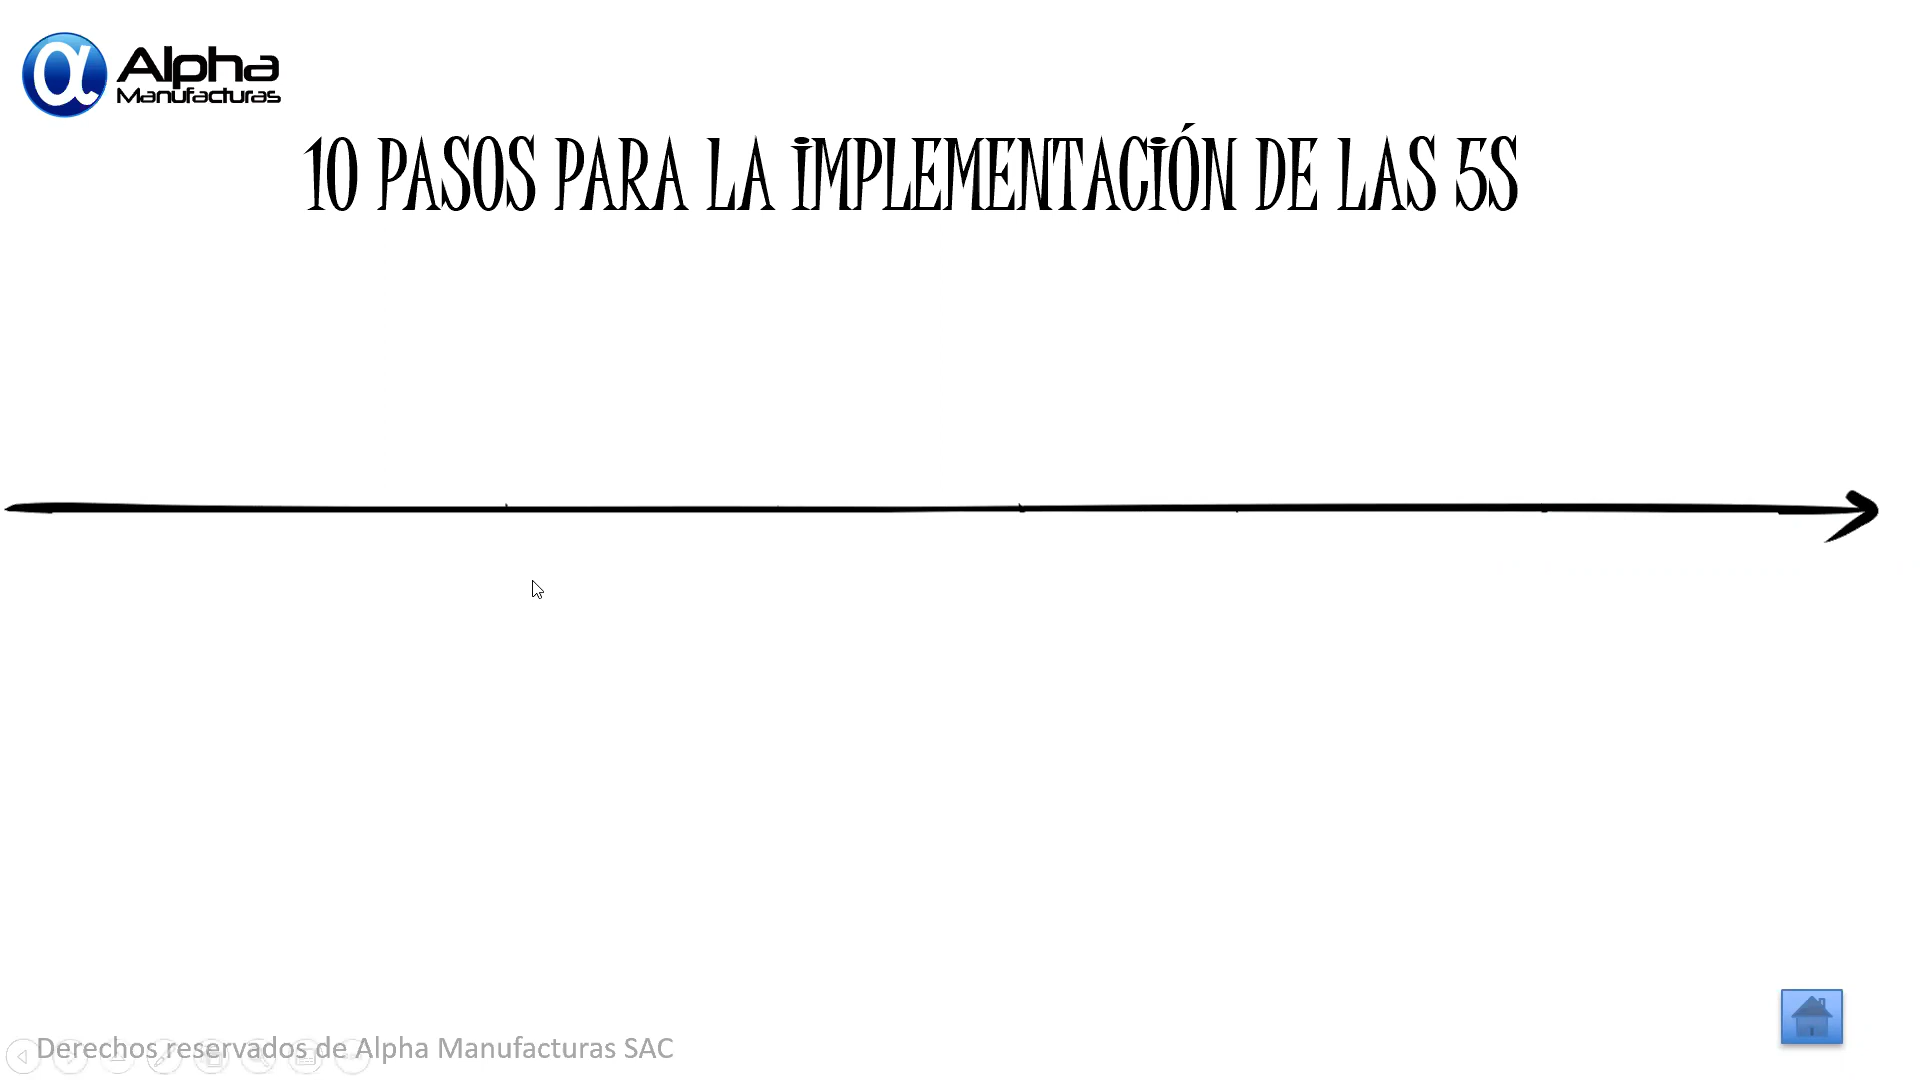 Alpha
Manufacturas
10 PASOS PARA LA IMPLEMENTACIÓN DE LAS 5S
Derechos reservados de Alpha Manufacturas SAC